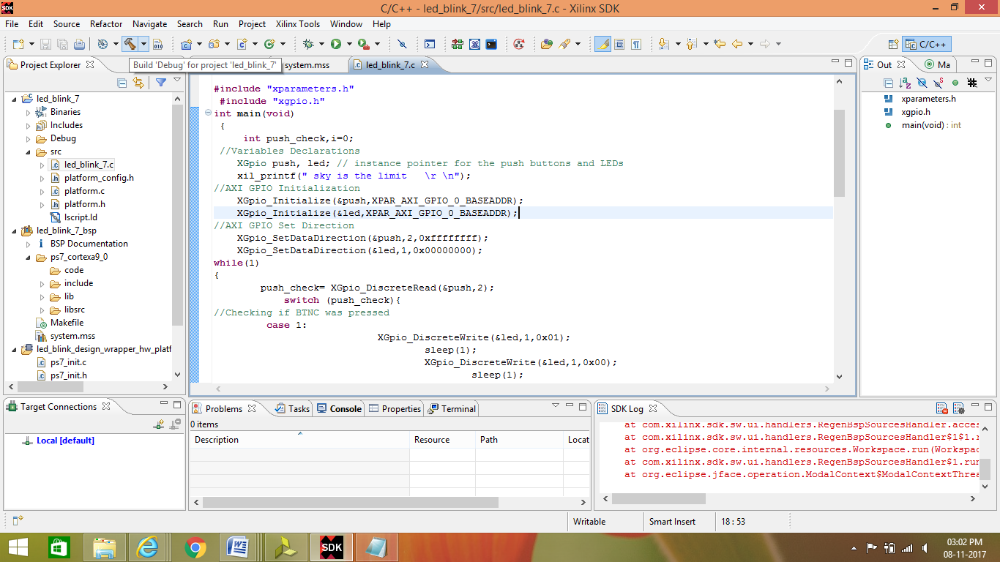 SDK
C/C++ - led_blink_7/src/led_blink_7.c - Xilinx SDK
File Edit Source Refactor Navigate Search Run Project Xilinx Tools Window Help
C/C++
Project Explorer
Build 'Debug' for project 'led_blink_7'
system.mss
led_blink_7.c
Out
Ma
led_blink_7
Binaries
Includes
Debug
src
led_blink_7.c
platform_config.h
platform.c
platform.h
lscript.ld
led_blink_7_bsp
BSP Documentation
ps7_cortexa9_0
code
include
lib
libsrc
Makefile
system.mss
led_blink_design_wrapper_hw_platf
ps7_init.c
ps7_init.h
#include "xparameters.h"
#include "xgpio.h"
int main(void)
{
int push_check,i=0;
//Variables Declarations
XGpio push, led; // instance pointer for the push buttons and LEDs
xil_printf(" sky is the limit   \r \n");
//AXI GPIO Initialization
XGpio_Initialize(&push,XPAR_AXI_GPIO_0_BASEADDR);
XGpio_Initialize(&led,XPAR_AXI_GPIO_0_BASEADDR);
//AXI GPIO Set Direction
XGpio_SetDataDirection(&push,2,0xffffffff);
XGpio_SetDataDirection(&led,1,0x00000000);
while(1)
{
push_check= XGpio_DiscreteRead(&push,2);
switch (push_check){
//Checking if BTNC was pressed
case 1:
XGpio_DiscreteWrite(&led,1,0x01);
sleep(1);
XGpio_DiscreteWrite(&led,1,0x00);
sleep(1);
xparameters.h
xgpio.h
main(void) : int
Target Connections
Local [default]
Problems
Tasks
Console
Properties
Terminal
0 items
Description Resource Path Locat
SDK Log
at com.xilinx.sdk.sw.ui.handlers.RegenBspSourcesHandler.acces
at com.xilinx.sdk.sw.ui.handlers.RegenBspSourcesHandler$1$1.r
at org.eclipse.core.internal.resources.Workspace.run(Workspac
at com.xilinx.sdk.sw.ui.handlers.RegenBspSourcesHandler$1.run
at org.eclipse.jface.operation.ModalContext$ModalContextThrea
Writable
Smart Insert
18 : 53
SDK
03:02 PM
08-11-2017